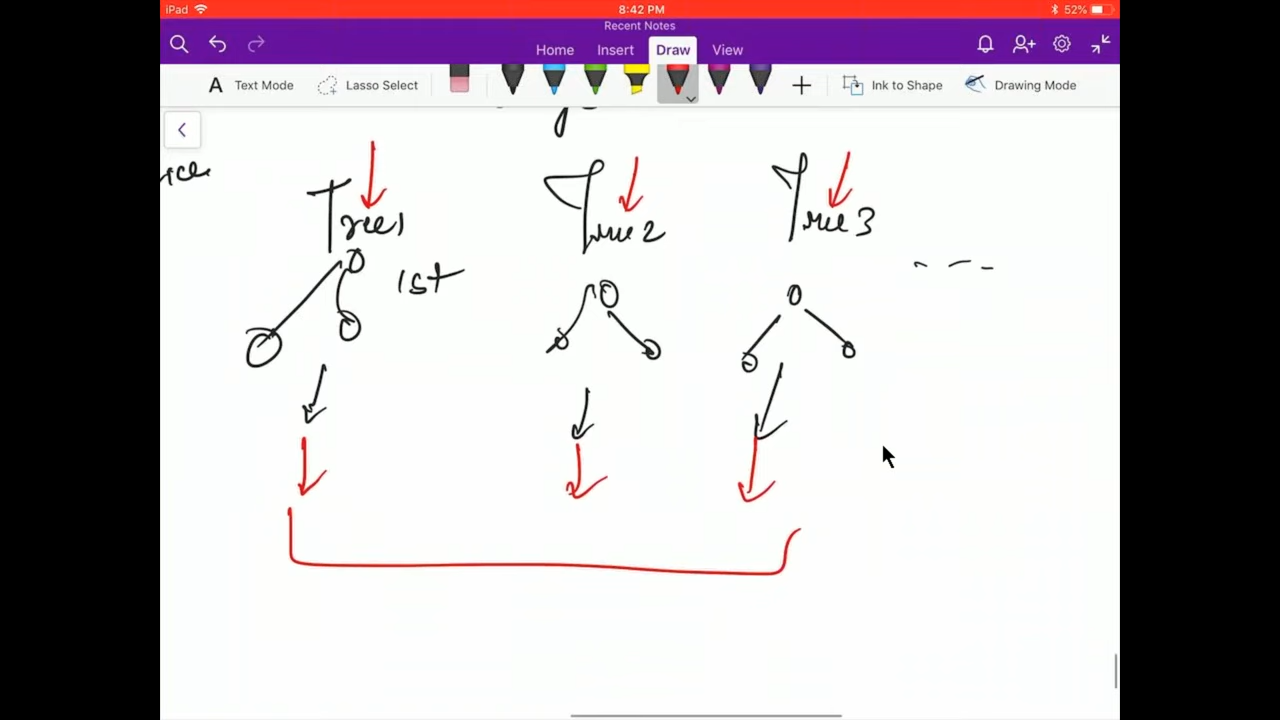 iPad 8:42 PM 52%
Recent Notes
Home Insert Draw View
A Text Mode Lasso Select Ink to Shape Drawing Mode
Tree1 Tree2 Tree3
1st